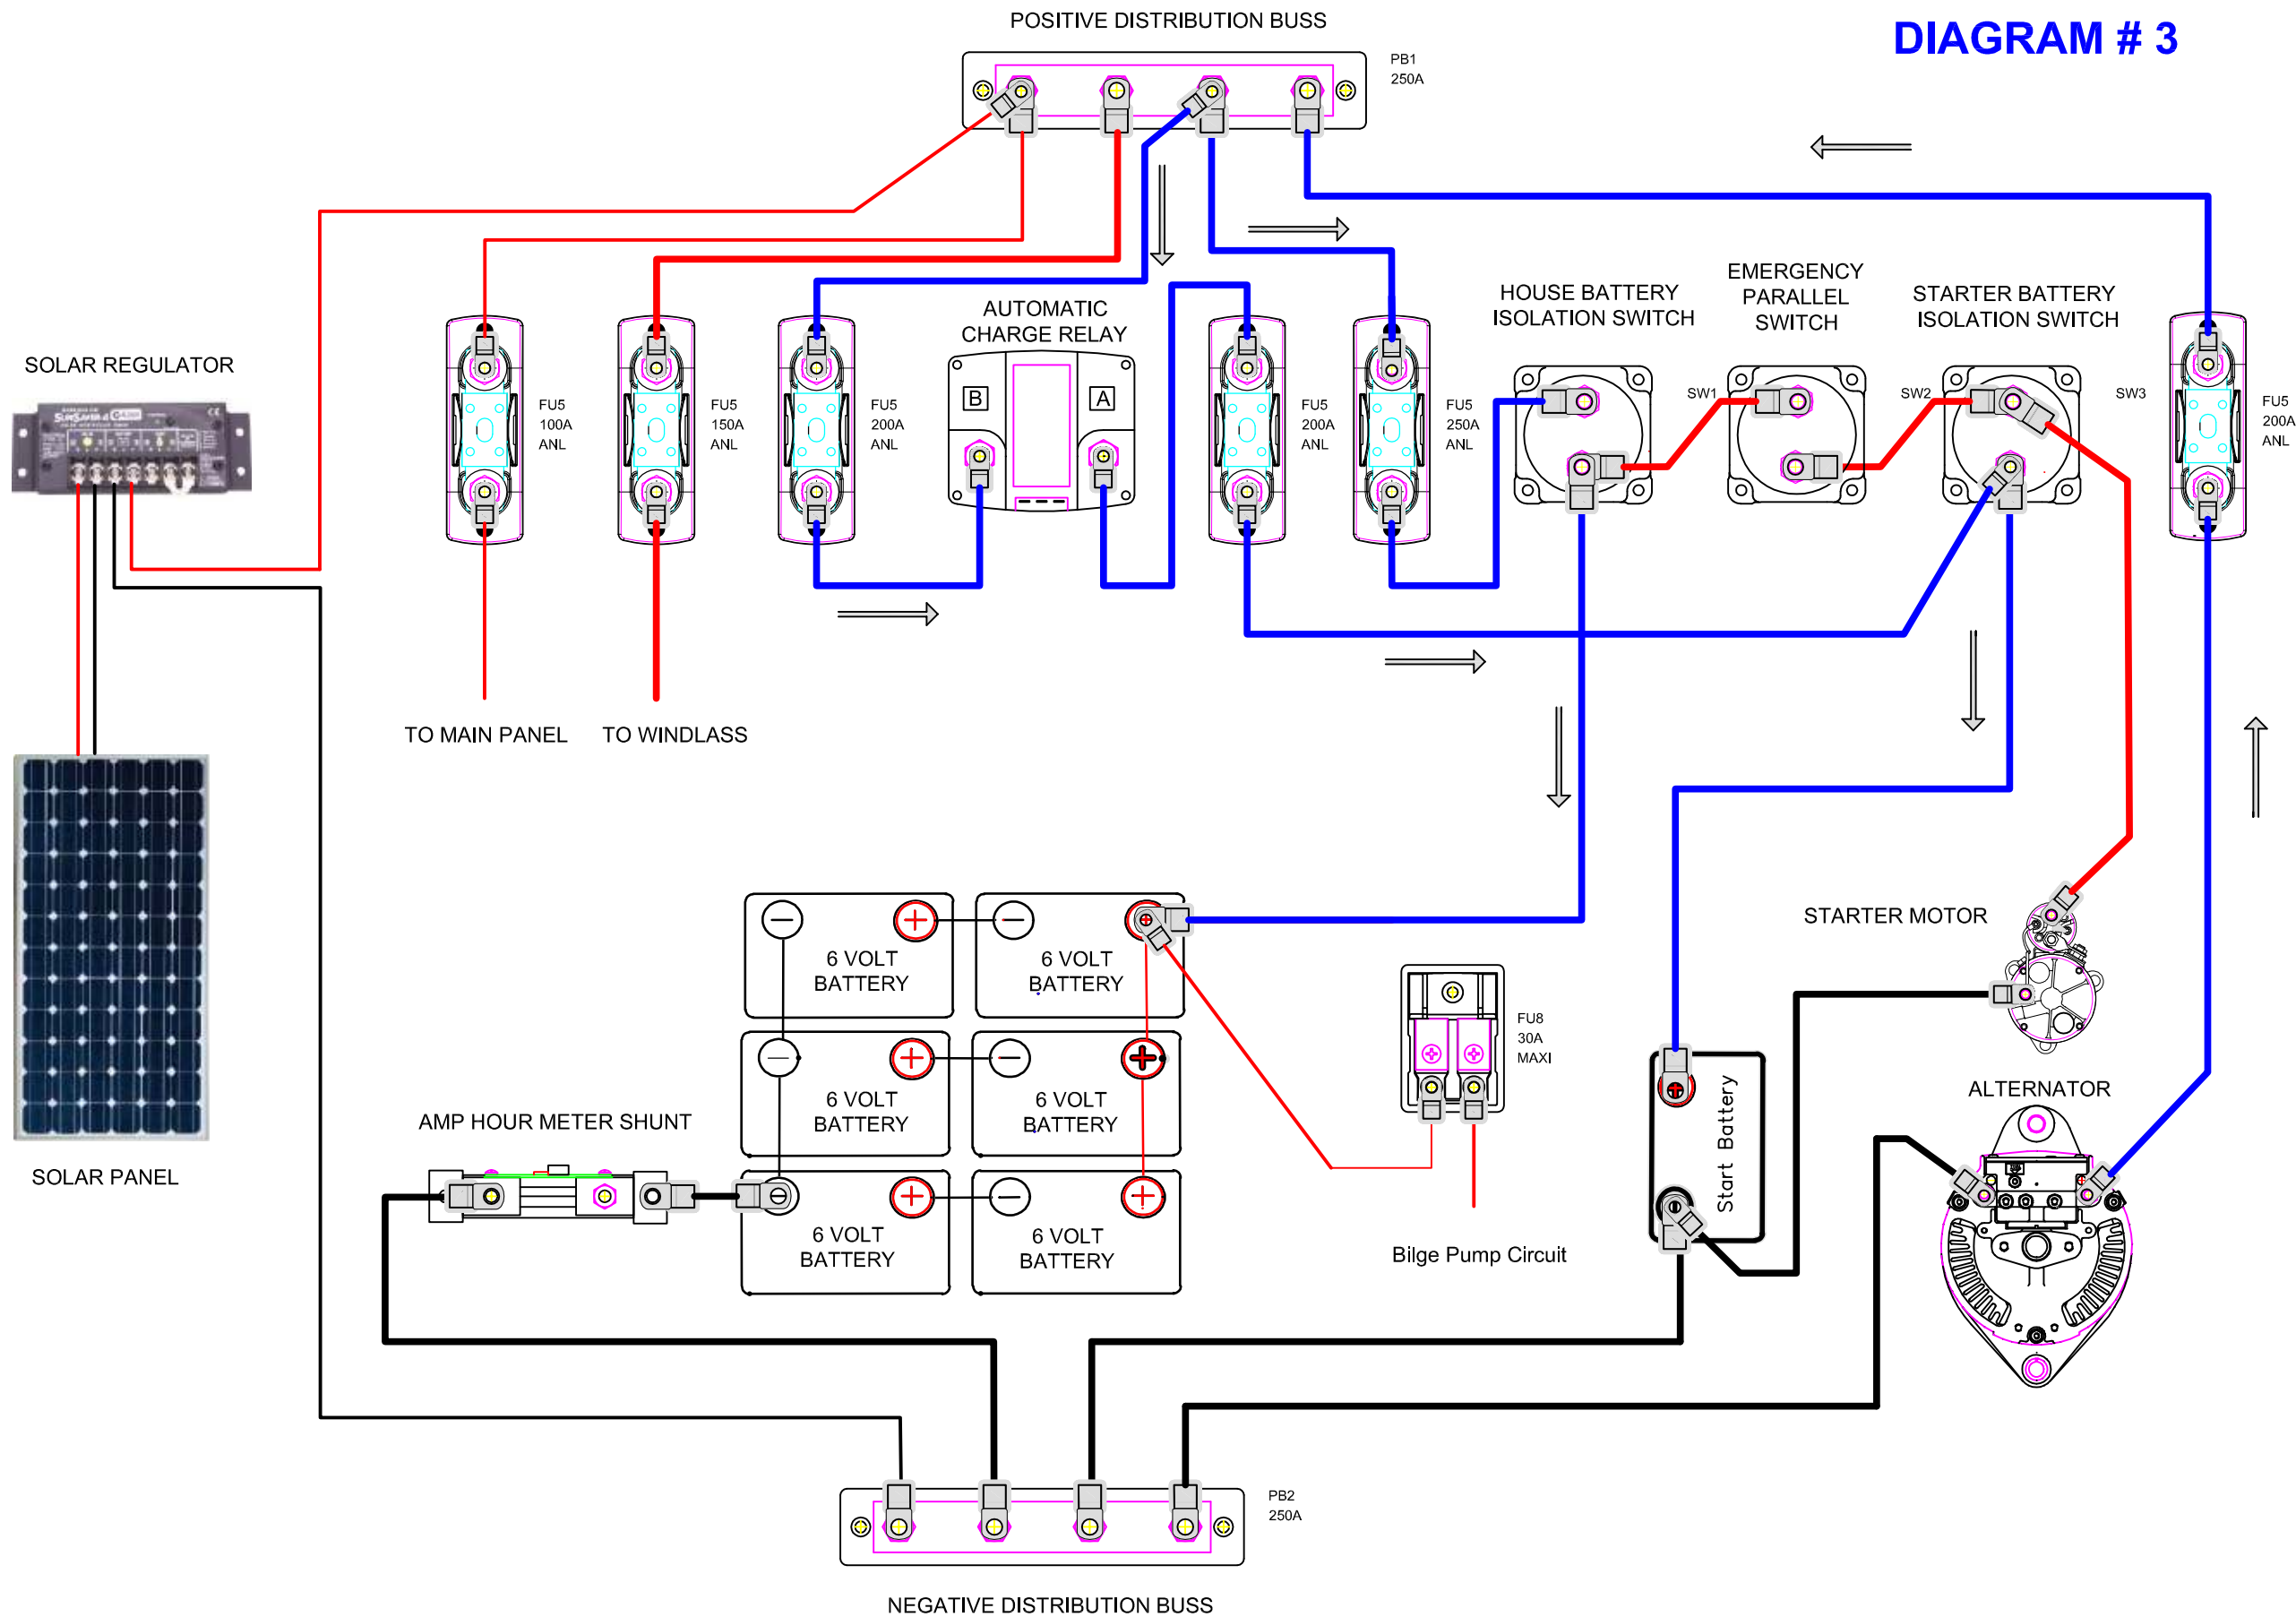 POSITIVE DISTRIBUTION BUSS
DIAGRAM # 3
PB1
250A
SOLAR REGULATOR
AUTOMATIC
CHARGE RELAY
HOUSE BATTERY
ISOLATION SWITCH
EMERGENCY
PARALLEL
SWITCH
STARTER BATTERY
ISOLATION SWITCH
B
A
SW1
SW2
SW3
FU5
100A
ANL
FU5
150A
ANL
FU5
200A
ANL
FU5
200A
ANL
FU5
250A
ANL
FU5
200A
ANL
TO MAIN PANEL
TO WINDLASS
SOLAR PANEL
6 VOLT
BATTERY
6 VOLT
BATTERY
6 VOLT
BATTERY
6 VOLT
BATTERY
6 VOLT
BATTERY
6 VOLT
BATTERY
AMP HOUR METER SHUNT
FU8
30A
MAXI
Bilge Pump Circuit
Start Battery
STARTER MOTOR
ALTERNATOR
PB2
250A
NEGATIVE DISTRIBUTION BUSS